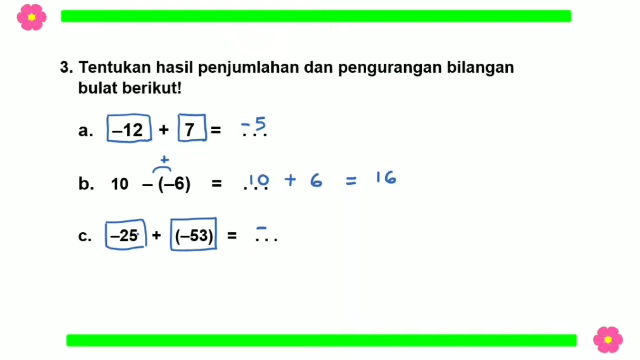 3. Tentukan hasil penjumlahan dan pengurangan bilangan
bulat berikut!
a. –12 + 7 = ... -5
+
b. 10 – (–6) = ... 10 + 6 = 16
c. –25 + (–53) = ... -